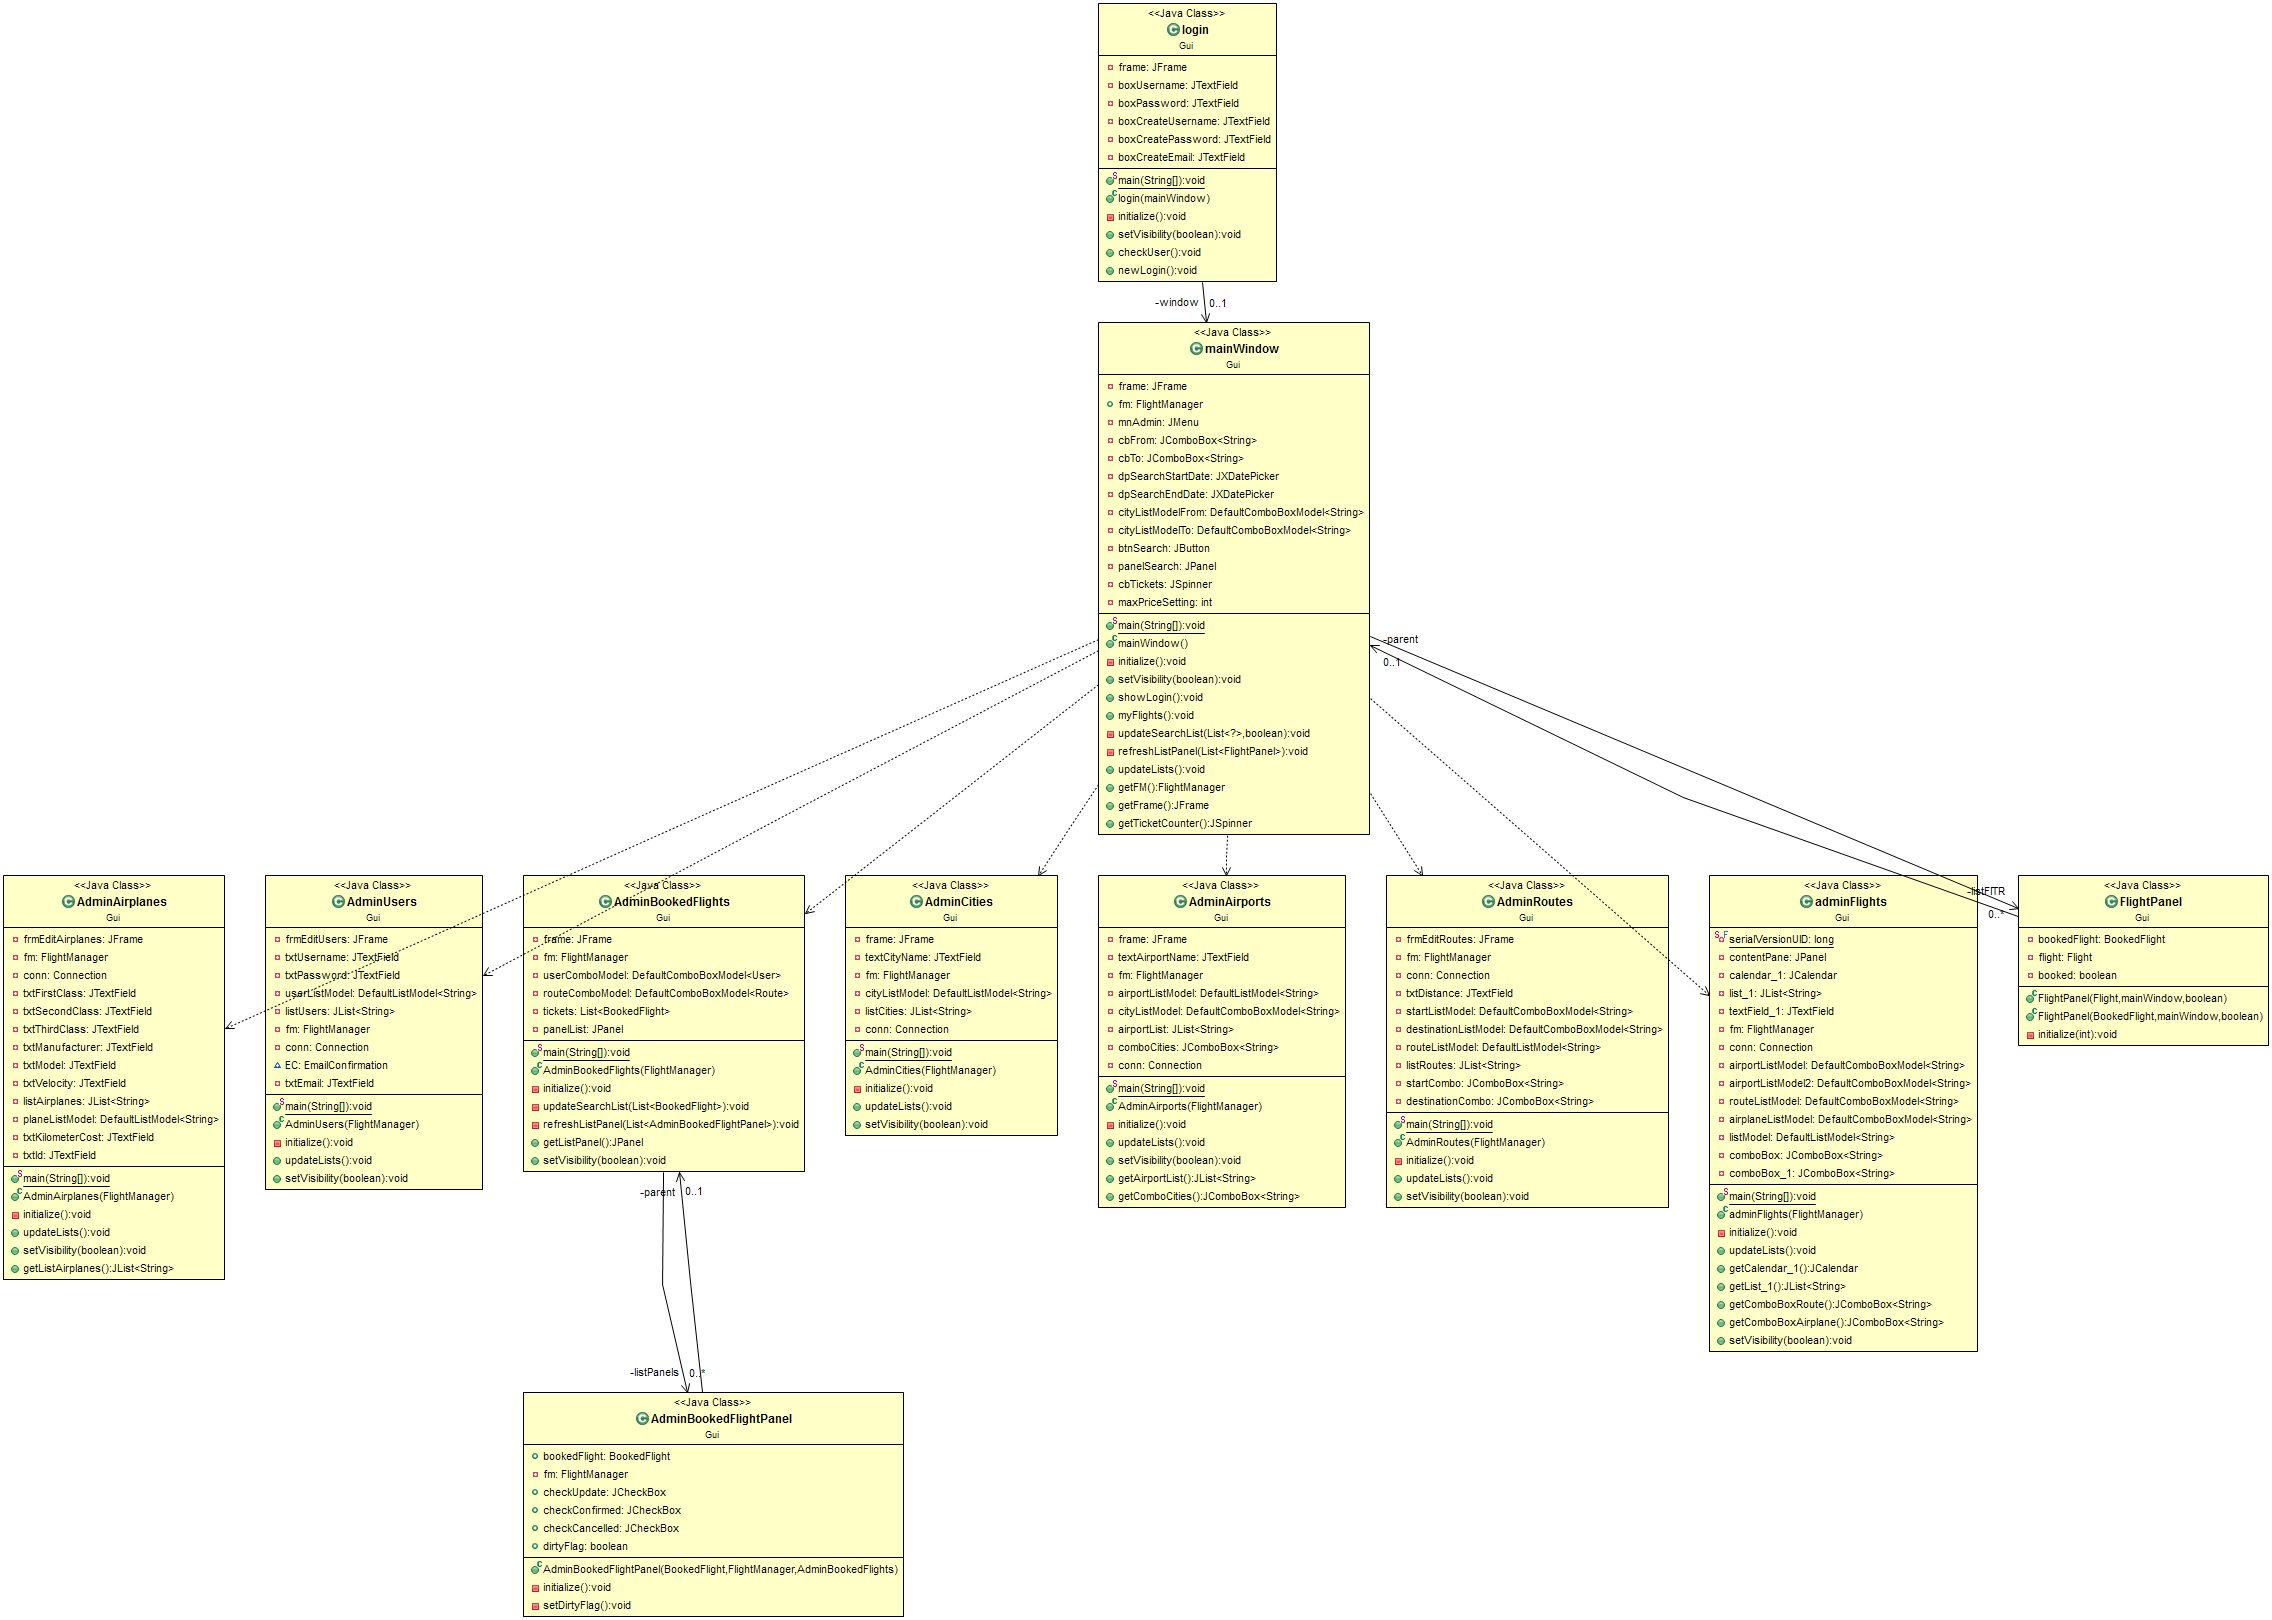 <<Java Class>>
login
Gui
frame: JFrame
boxUsername: JTextField
boxPassword: JTextField
boxCreateUsername: JTextField
boxCreatePassword: JTextField
boxCreateEmail: JTextField
main(String[]):void
login(mainWindow)
initialize():void
setVisibility(boolean):void
checkUser():void
newLogin():void
-window 0..1
<<Java Class>>
mainWindow
Gui
frame: JFrame
fm: FlightManager
mnAdmin: JMenu
cbFrom: JComboBox<String>
cbTo: JComboBox<String>
dpSearchStartDate: JXDatePicker
dpSearchEndDate: JXDatePicker
cityListModelFrom: DefaultComboBoxModel<String>
cityListModelTo: DefaultComboBoxModel<String>
btnSearch: JButton
panelSearch: JPanel
cbTickets: JSpinner
maxPriceSetting: int
main(String[]):void
mainWindow()
initialize():void
setVisibility(boolean):void
showLogin():void
myFlights():void
updateSearchList(List<?>,boolean):void
refreshListPanel(List<FlightPanel>):void
updateLists():void
getFM():FlightManager
getFrame():JFrame
getTicketCounter():JSpinner
-parent
0..1
<<Java Class>>
AdminAirplanes
Gui
frmEditAirplanes: JFrame
fm: FlightManager
conn: Connection
txtFirstClass: JTextField
txtSecondClass: JTextField
txtThirdClass: JTextField
txtManufacturer: JTextField
txtModel: JTextField
txtVelocity: JTextField
listAirplanes: JList<String>
planeListModel: DefaultListModel<String>
txtKilometerCost: JTextField
txtId: JTextField
main(String[]):void
AdminAirplanes(FlightManager)
initialize():void
updateLists():void
setVisibility(boolean):void
getListAirplanes():JList<String>
<<Java Class>>
AdminUsers
Gui
frmEditUsers: JFrame
txtUsername: JTextField
txtPassword: JTextField
userListModel: DefaultListModel<String>
listUsers: JList<String>
fm: FlightManager
conn: Connection
EC: EmailConfirmation
txtEmail: JTextField
main(String[]):void
AdminUsers(FlightManager)
initialize():void
updateLists():void
setVisibility(boolean):void
<<Java Class>>
AdminBookedFlights
Gui
frame: JFrame
fm: FlightManager
userComboModel: DefaultComboBoxModel<User>
routeComboModel: DefaultComboBoxModel<Route>
tickets: List<BookedFlight>
panelList: JPanel
main(String[]):void
AdminBookedFlights(FlightManager)
initialize():void
updateSearchList(List<BookedFlight>):void
refreshListPanel(List<AdminBookedFlightPanel>):void
getListPanel():JPanel
setVisibility(boolean):void
<<Java Class>>
AdminCities
Gui
frame: JFrame
textCityName: JTextField
fm: FlightManager
cityListModel: DefaultListModel<String>
listCities: JList<String>
conn: Connection
main(String[]):void
AdminCities(FlightManager)
initialize():void
updateLists():void
setVisibility(boolean):void
<<Java Class>>
AdminAirports
Gui
frame: JFrame
textAirportName: JTextField
fm: FlightManager
airportListModel: DefaultListModel<String>
cityListModel: DefaultComboBoxModel<String>
airportList: JList<String>
comboCities: JComboBox<String>
conn: Connection
main(String[]):void
AdminAirports(FlightManager)
initialize():void
updateLists():void
setVisibility(boolean):void
getAirportList():JList<String>
getComboCities():JComboBox<String>
<<Java Class>>
AdminRoutes
Gui
frmEditRoutes: JFrame
fm: FlightManager
conn: Connection
txtDistance: JTextField
startListModel: DefaultComboBoxModel<String>
destinationListModel: DefaultComboBoxModel<String>
routeListModel: DefaultListModel<String>
listRoutes: JList<String>
startCombo: JComboBox<String>
destinationCombo: JComboBox<String>
main(String[]):void
AdminRoutes(FlightManager)
initialize():void
updateLists():void
setVisibility(boolean):void
<<Java Class>>
adminFlights
Gui
serialVersionUID: long
contentPane: JPanel
calendar_1: JCalendar
list_1: JList<String>
textField_1: JTextField
fm: FlightManager
conn: Connection
airportListModel: DefaultComboBoxModel<String>
airportListModel2: DefaultComboBoxModel<String>
routeListModel: DefaultComboBoxModel<String>
airplaneListModel: DefaultComboBoxModel<String>
listModel: DefaultListModel<String>
comboBox: JComboBox<String>
comboBox_1: JComboBox<String>
main(String[]):void
adminFlights(FlightManager)
initialize():void
updateLists():void
getCalendar_1():JCalendar
getList_1():JList<String>
getComboBoxRoute():JComboBox<String>
getComboBoxAirplane():JComboBox<String>
setVisibility(boolean):void
-listFITR
0..*
<<Java Class>>
FlightPanel
Gui
bookedFlight: BookedFlight
flight: Flight
booked: boolean
FlightPanel(Flight,mainWindow,boolean)
FlightPanel(BookedFlight,mainWindow,boolean)
initialize(int):void
-parent 0..1
-listPanels 0..*
<<Java Class>>
AdminBookedFlightPanel
Gui
bookedFlight: BookedFlight
fm: FlightManager
checkUpdate: JCheckBox
checkConfirmed: JCheckBox
checkCancelled: JCheckBox
dirtyFlag: boolean
AdminBookedFlightPanel(BookedFlight,FlightManager,AdminBookedFlights)
initialize():void
setDirtyFlag():void